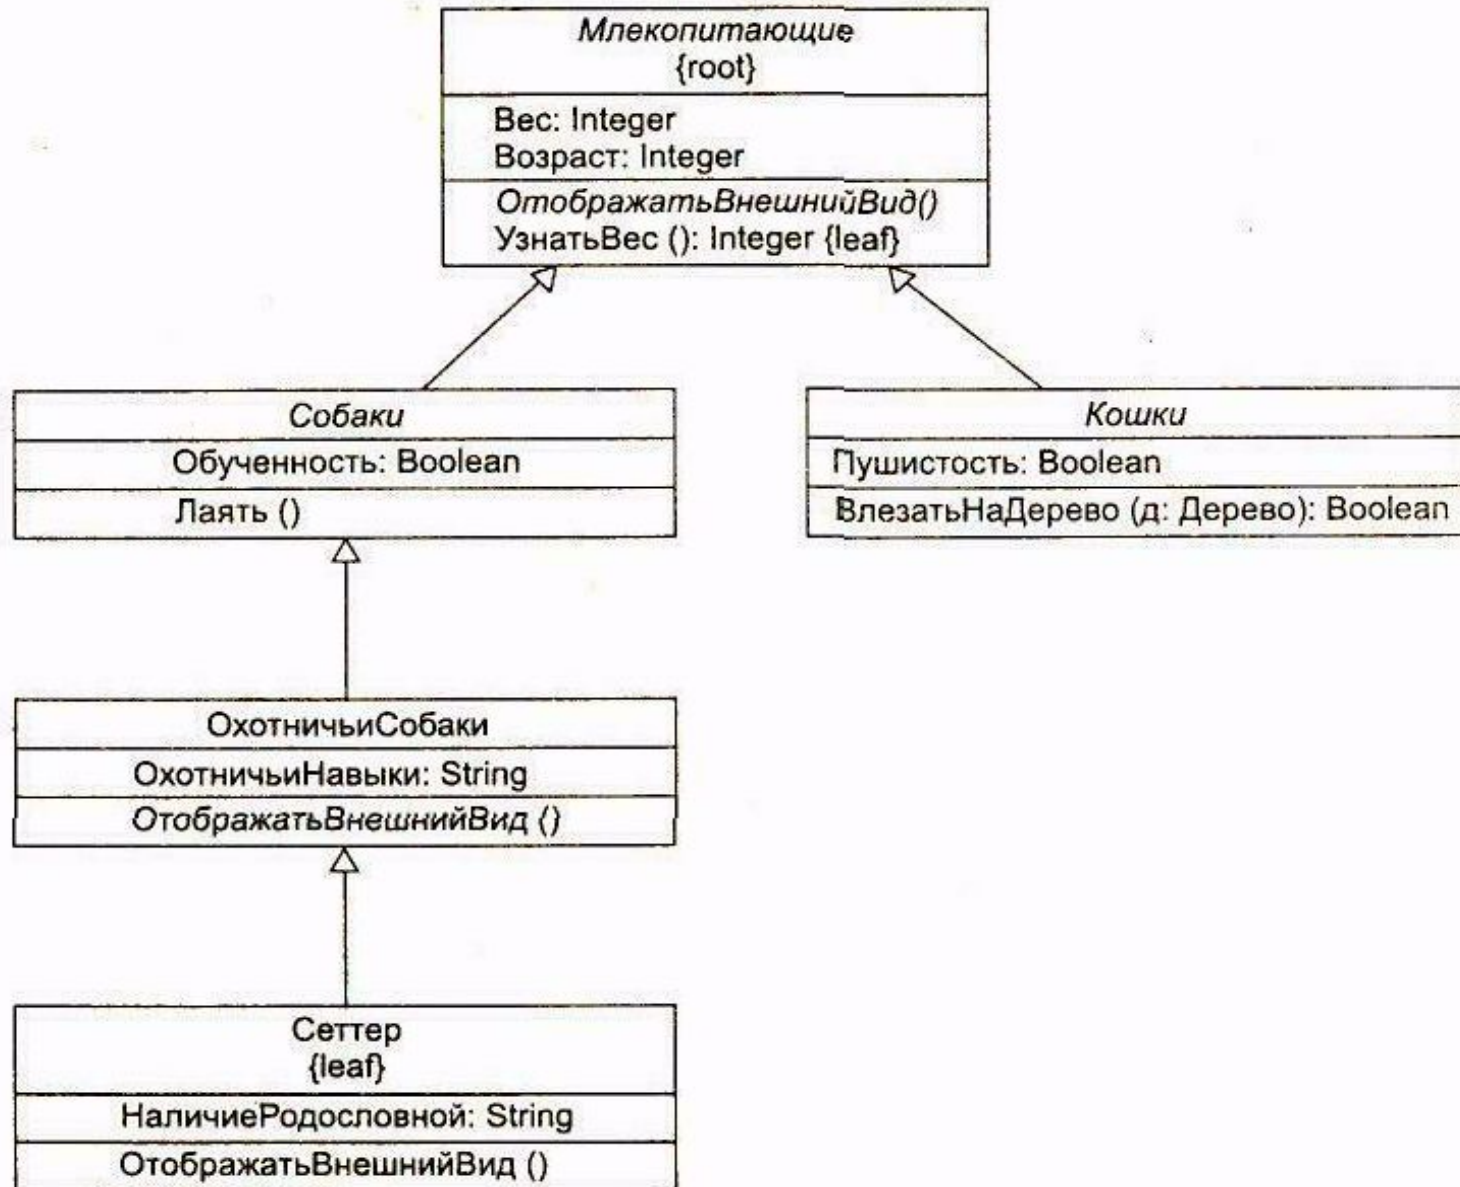 Млекопитающие
{root}
Вес: Integer
Возраст: Integer
ОтображатьВнешнийВид()
УзнатьВес (): Integer {leaf}
Собаки
Обученность: Boolean
Лаять ()
Кошки
Пушистость: Boolean
ВлезатьНаДерево (д: Дерево): Boolean
ОхотничьиСобаки
ОхотничьиНавыки: String
ОтображатьВнешнийВид ()
Сеттер
{leaf}
НаличиеРодословной: String
ОтображатьВнешнийВид ()